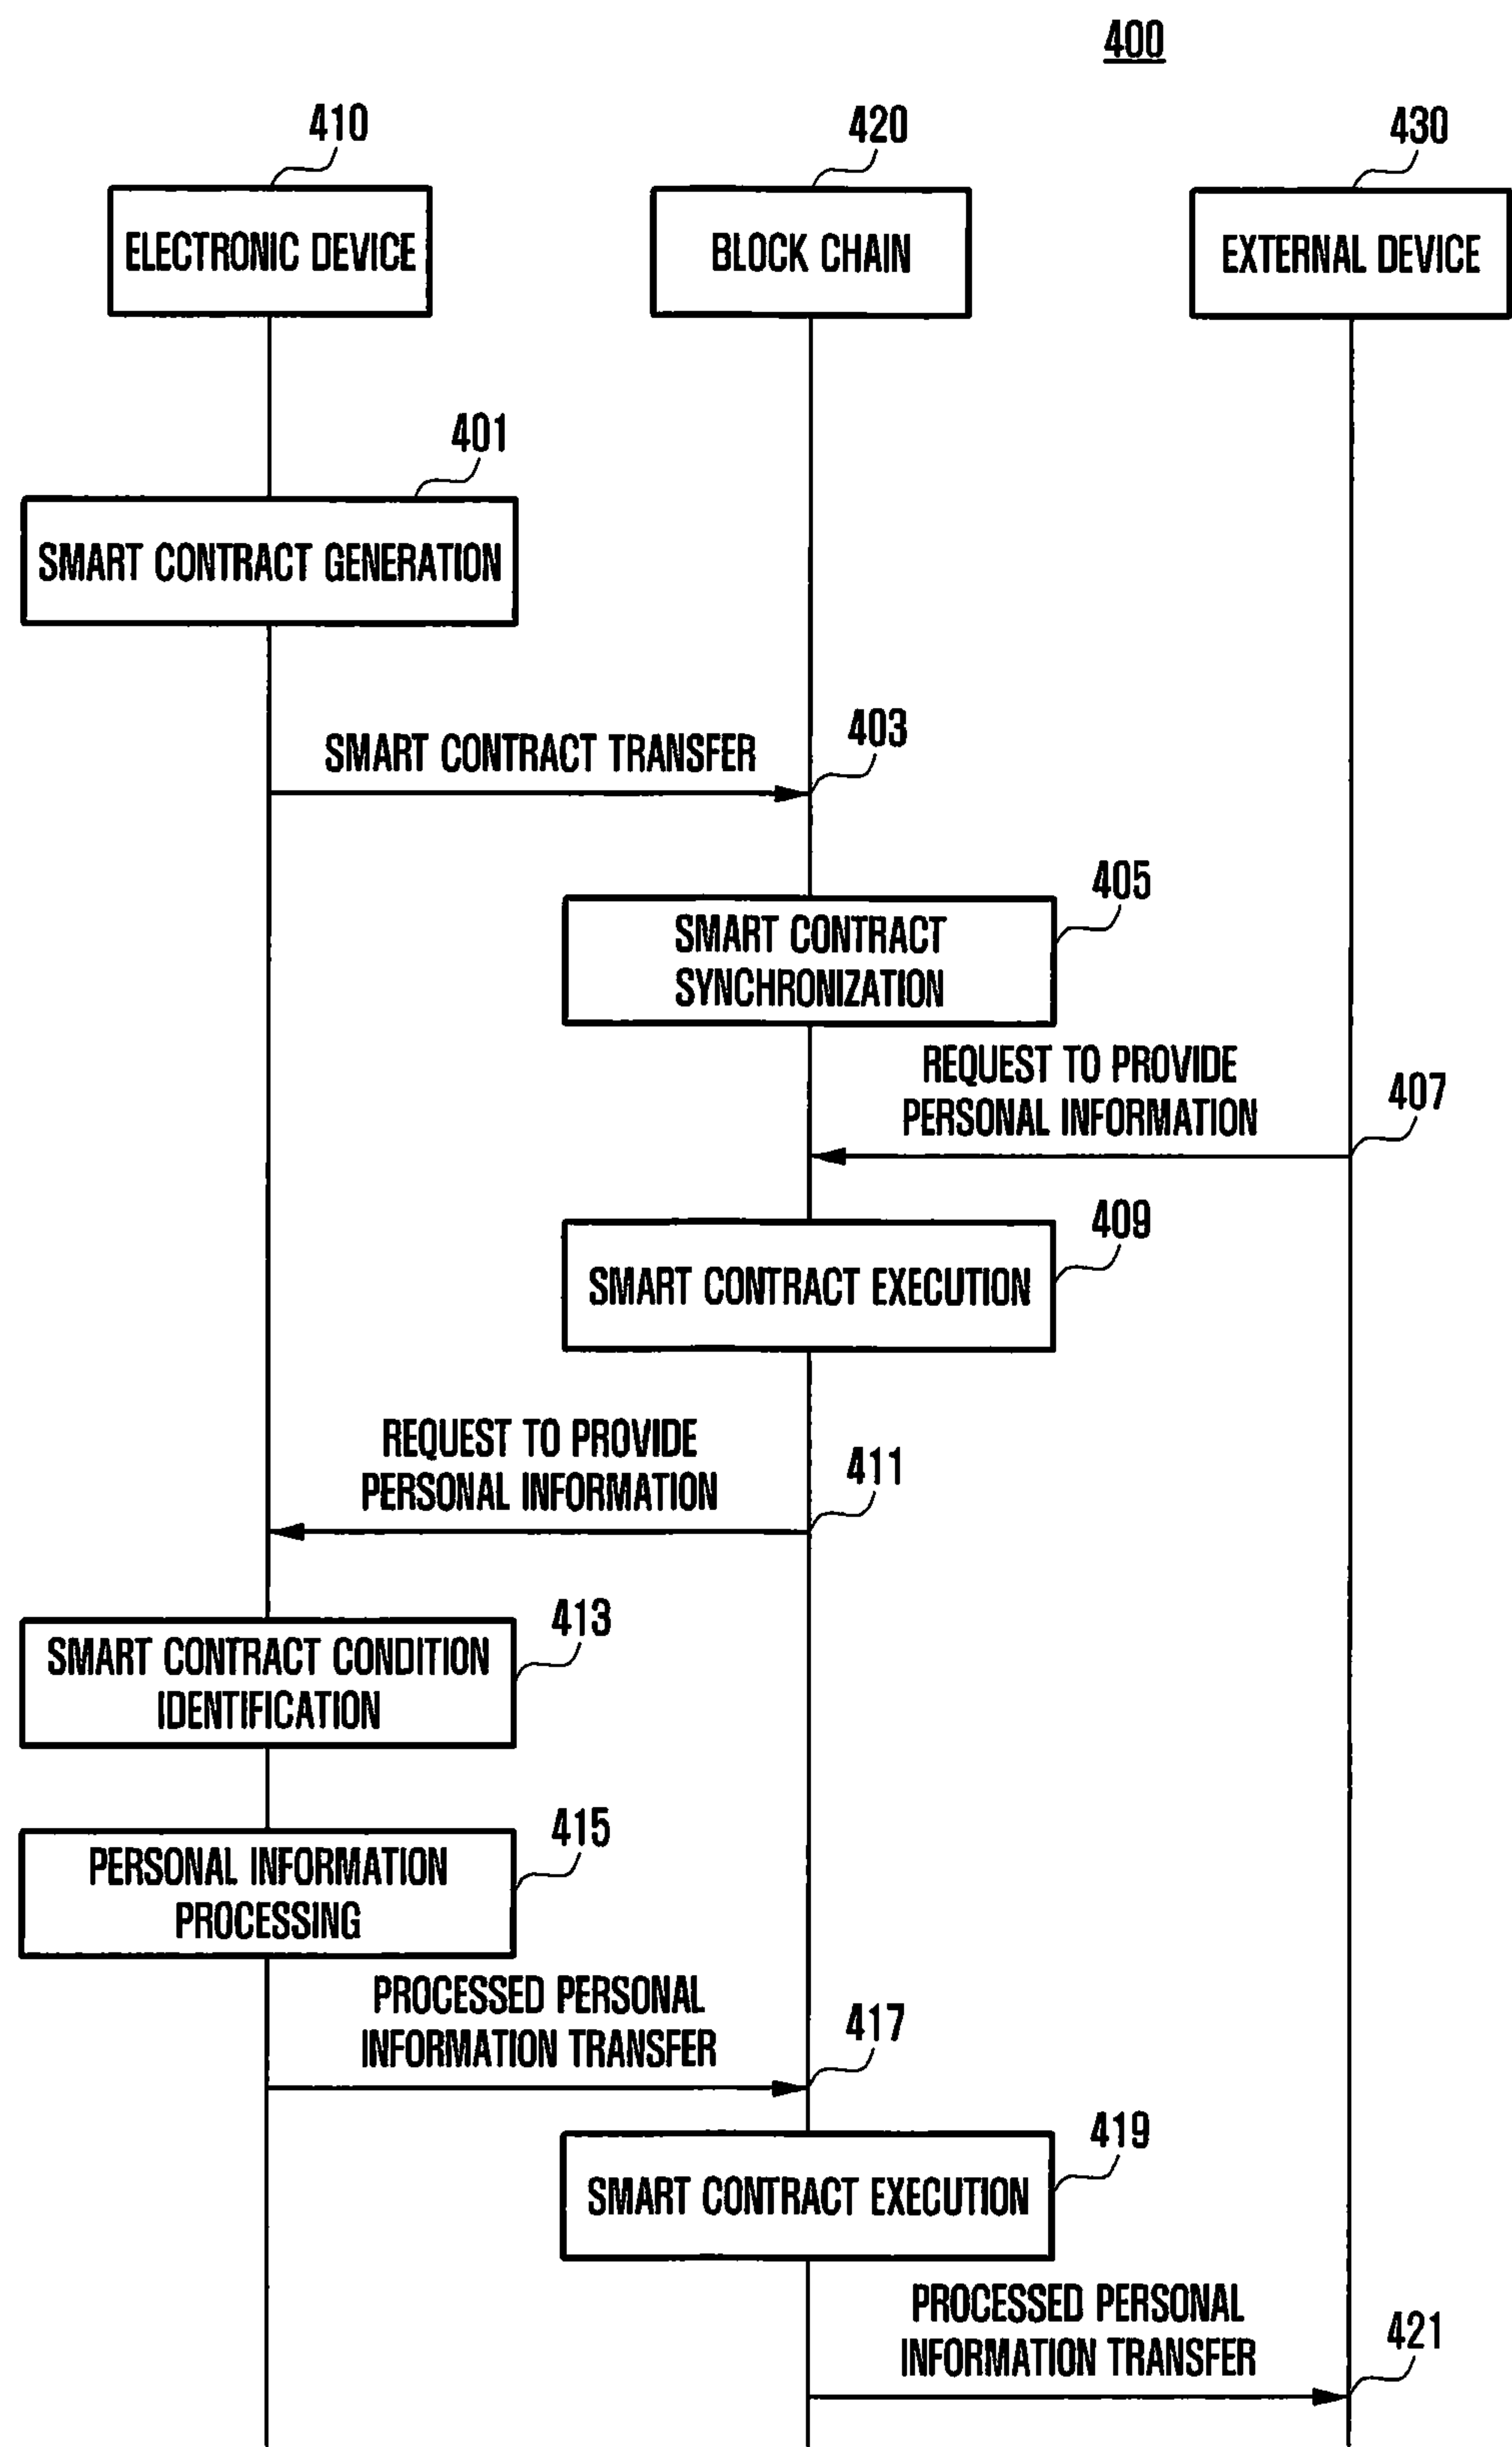 400
410
420
430
ELECTRONIC DEVICE
BLOCK CHAIN
EXTERNAL DEVICE
401
SMART CONTRACT GENERATION
403
SMART CONTRACT TRANSFER
405
SMART CONTRACT
SYNCHRONIZATION
REQUEST TO PROVIDE
PERSONAL INFORMATION
407
409
SMART CONTRACT EXECUTION
REQUEST TO PROVIDE
PERSONAL INFORMATION
411
413
SMART CONTRACT CONDITION
IDENTIFICATION
415
PERSONAL INFORMATION
PROCESSING
PROCESSED PERSONAL
INFORMATION TRANSFER
417
419
SMART CONTRACT EXECUTION
PROCESSED PERSONAL
INFORMATION TRANSFER
421